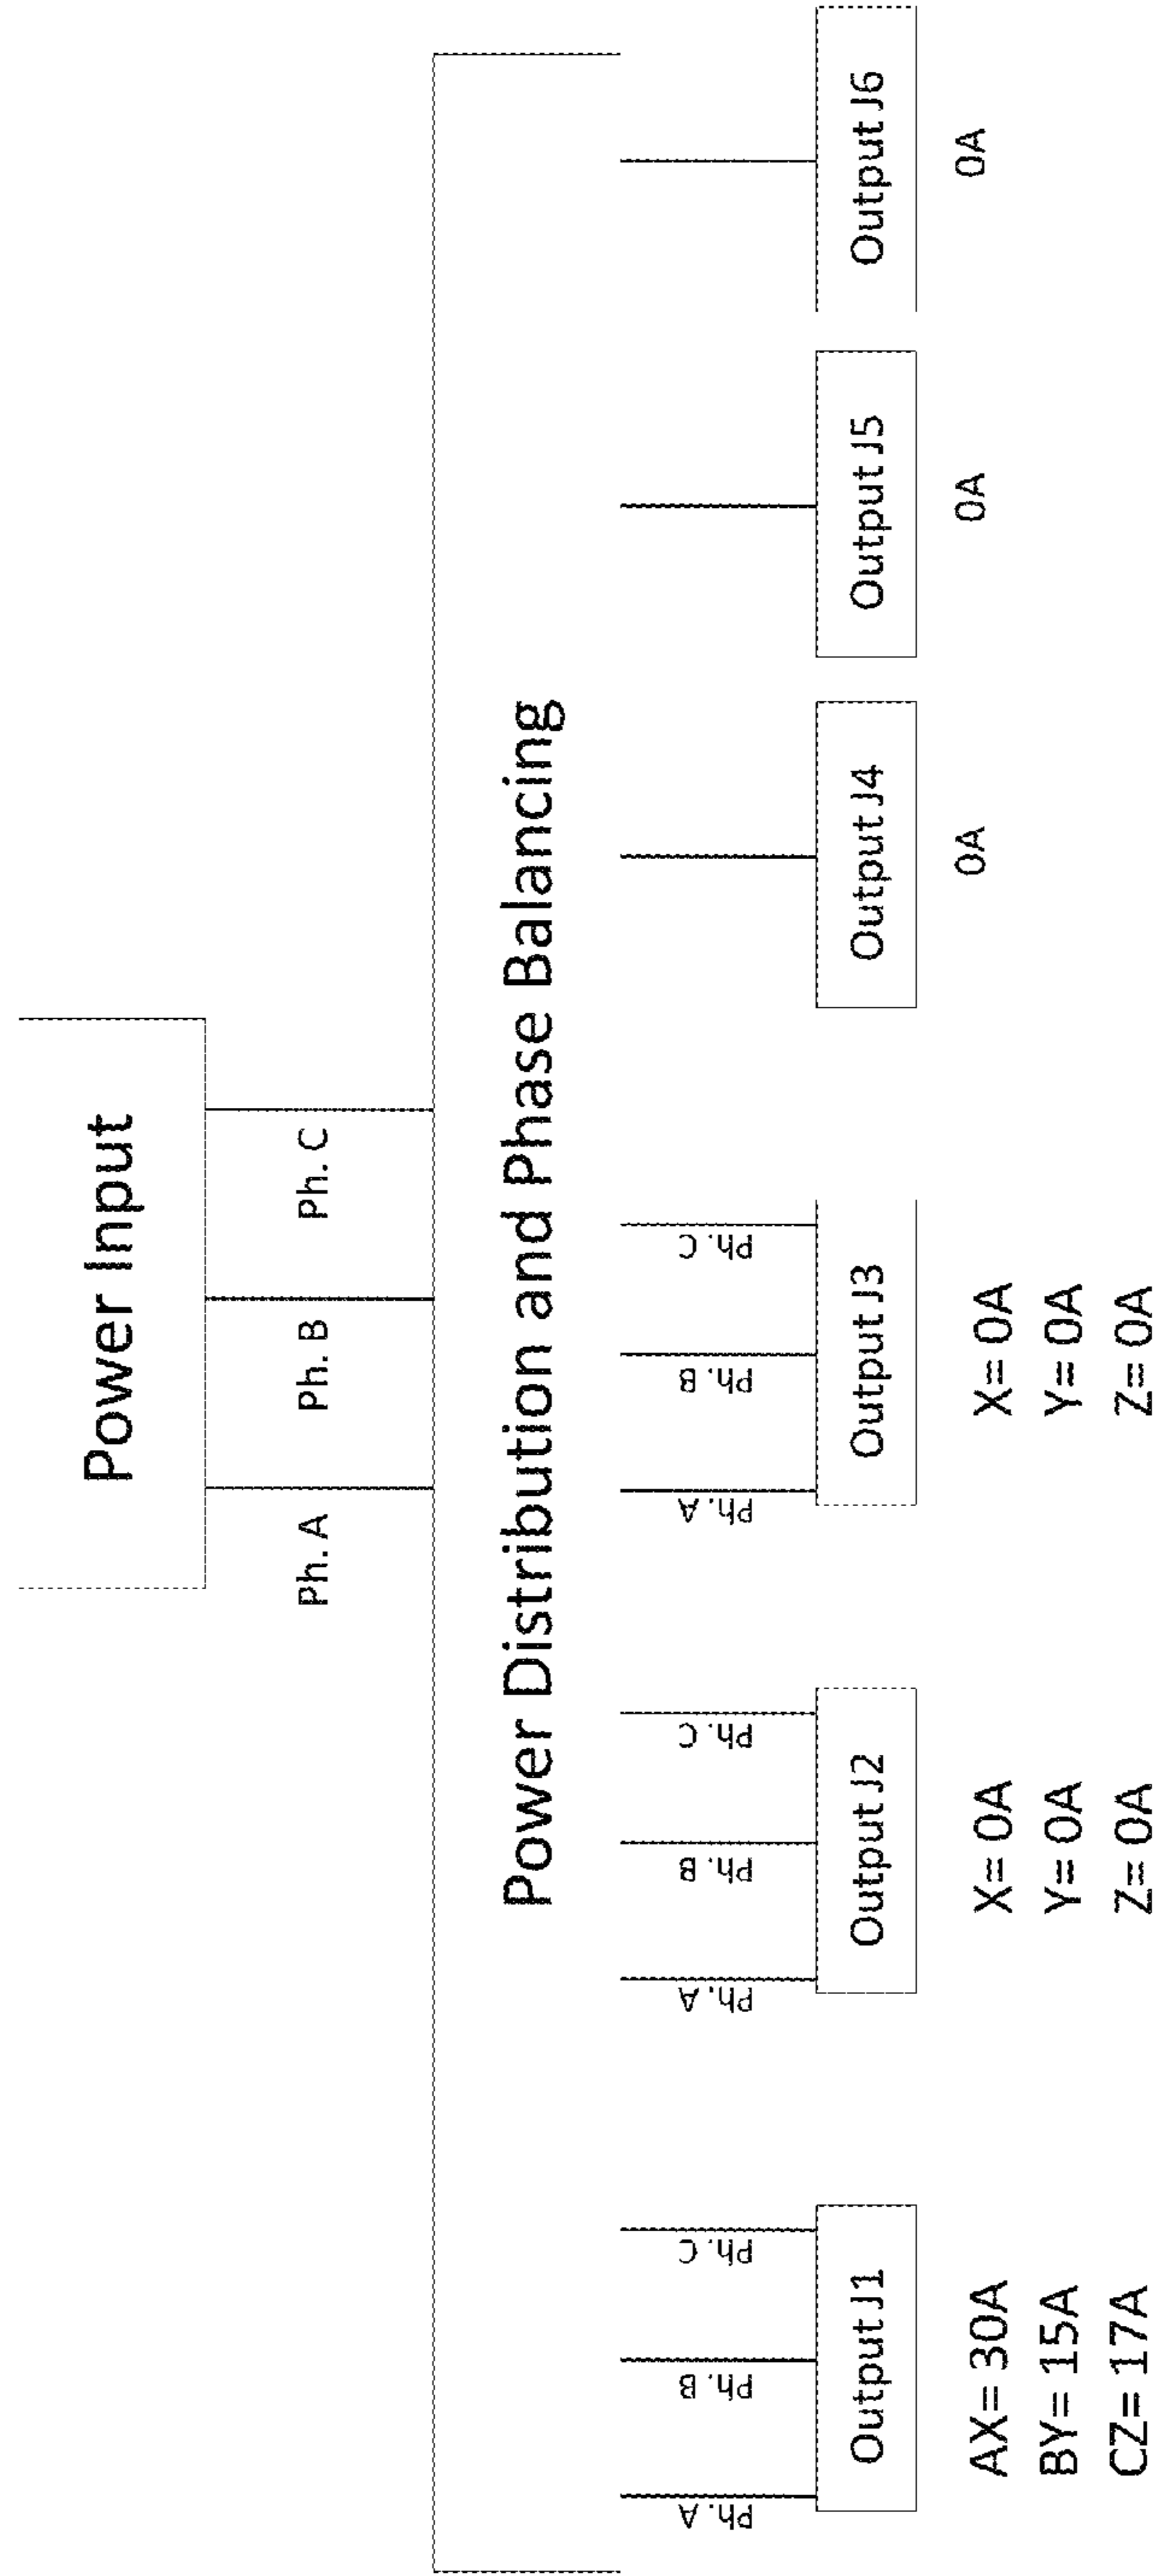 Power Input
Ph. A
Ph. B
Ph. C
Power Distribution and Phase Balancing
Ph. A
Ph. B
Ph. C
Ph. A
Ph. B
Ph. C
Ph. A
Ph. B
Ph. C
Output J1
Output J2
Output J3
Output J4
Output J5
Output J6
AX= 30A
BY= 15A
CZ= 17A
X= 0A
Y= 0A
Z= 0A
X= 0A
Y= 0A
Z= 0A
0A
0A
0A